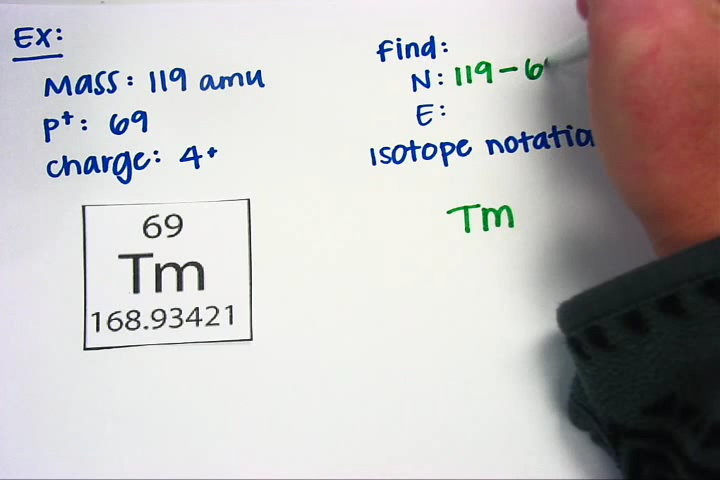 Ex:
Mass: 119 amu
p+: 69
charge: 4+
69
Tm
168.93421
Find:
N: 119 - 6
E:
Isotope notatio
Tm